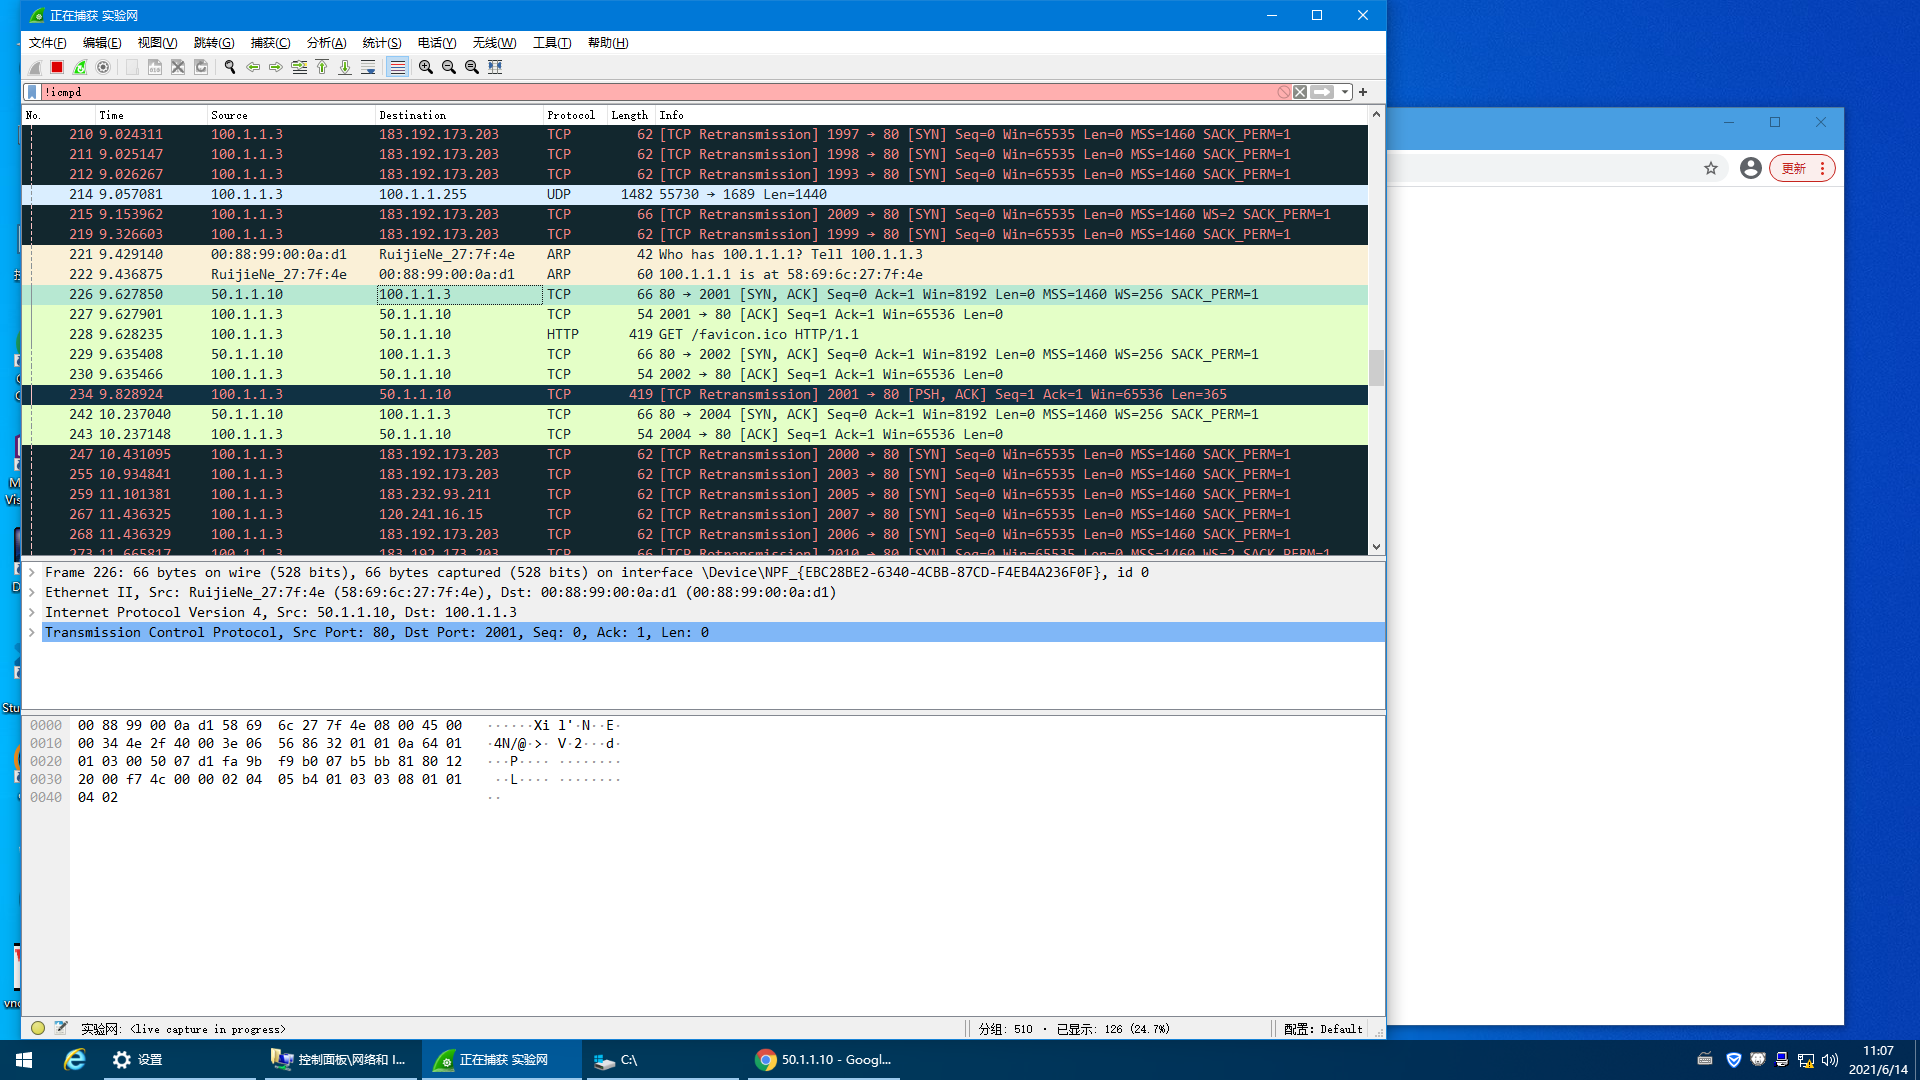 正在捕获 实验网
文件(F) 编辑(E) 视图(V) 跳转(G) 捕获(C) 分析(A) 统计(S) 电话(Y) 无线(W) 工具(T) 帮助(H)
!icmpd
No. Time Source Destination Protocol Length Info
210 9.024311 100.1.1.3 183.192.173.203 TCP 62 [TCP Retransmission] 1997 → 80 [SYN] Seq=0 Win=65535 Len=0 MSS=1460 SACK_PERM=1
211 9.025147 100.1.1.3 183.192.173.203 TCP 62 [TCP Retransmission] 1998 → 80 [SYN] Seq=0 Win=65535 Len=0 MSS=1460 SACK_PERM=1
212 9.026267 100.1.1.3 183.192.173.203 TCP 62 [TCP Retransmission] 1993 → 80 [SYN] Seq=0 Win=65535 Len=0 MSS=1460 SACK_PERM=1
214 9.057081 100.1.1.3 100.1.1.255 UDP 1482 55730 → 1689 Len=1440
215 9.153962 100.1.1.3 183.192.173.203 TCP 66 [TCP Retransmission] 2009 → 80 [SYN] Seq=0 Win=65535 Len=0 MSS=1460 WS=2 SACK_PERM=1
219 9.326603 100.1.1.3 183.192.173.203 TCP 62 [TCP Retransmission] 1999 → 80 [SYN] Seq=0 Win=65535 Len=0 MSS=1460 SACK_PERM=1
221 9.429140 00:88:99:00:0a:d1 RuijieNe_27:7f:4e ARP 42 Who has 100.1.1.1? Tell 100.1.1.3
222 9.436875 RuijieNe_27:7f:4e 00:88:99:00:0a:d1 ARP 60 100.1.1.1 is at 58:69:6c:27:7f:4e
226 9.627850 50.1.1.10 100.1.1.3 TCP 66 80 → 2001 [SYN, ACK] Seq=0 Ack=1 Win=8192 Len=0 MSS=1460 WS=256 SACK_PERM=1
227 9.627901 100.1.1.3 50.1.1.10 TCP 54 2001 → 80 [ACK] Seq=1 Ack=1 Win=65536 Len=0
228 9.628235 100.1.1.3 50.1.1.10 HTTP 419 GET /favicon.ico HTTP/1.1
229 9.635408 50.1.1.10 100.1.1.3 TCP 66 80 → 2002 [SYN, ACK] Seq=0 Ack=1 Win=8192 Len=0 MSS=1460 WS=256 SACK_PERM=1
230 9.635466 100.1.1.3 50.1.1.10 TCP 54 2002 → 80 [ACK] Seq=1 Ack=1 Win=65536 Len=0
234 9.828924 100.1.1.3 50.1.1.10 TCP 419 [TCP Retransmission] 2001 → 80 [PSH, ACK] Seq=1 Ack=1 Win=65536 Len=365
242 10.237040 50.1.1.10 100.1.1.3 TCP 66 80 → 2004 [SYN, ACK] Seq=0 Ack=1 Win=8192 Len=0 MSS=1460 WS=256 SACK_PERM=1
243 10.237148 100.1.1.3 50.1.1.10 TCP 54 2004 → 80 [ACK] Seq=1 Ack=1 Win=65536 Len=0
247 10.431095 100.1.1.3 183.192.173.203 TCP 62 [TCP Retransmission] 2000 → 80 [SYN] Seq=0 Win=65535 Len=0 MSS=1460 SACK_PERM=1
255 10.934841 100.1.1.3 183.192.173.203 TCP 62 [TCP Retransmission] 2003 → 80 [SYN] Seq=0 Win=65535 Len=0 MSS=1460 SACK_PERM=1
259 11.101381 100.1.1.3 183.232.93.211 TCP 62 [TCP Retransmission] 2005 → 80 [SYN] Seq=0 Win=65535 Len=0 MSS=1460 SACK_PERM=1
267 11.436325 100.1.1.3 120.241.16.15 TCP 62 [TCP Retransmission] 2007 → 80 [SYN] Seq=0 Win=65535 Len=0 MSS=1460 SACK_PERM=1
268 11.436329 100.1.1.3 183.192.173.203 TCP 62 [TCP Retransmission] 2006 → 80 [SYN] Seq=0 Win=65535 Len=0 MSS=1460 SACK_PERM=1
273 11.665817 100.1.1.3 183.192.173.203 TCP 66 [TCP Retransmission] 2010 → 80 [SYN] Seq=0 Win=65535 Len=0 MSS=1460 WS=2 SACK_PERM=1
Frame 226: 66 bytes on wire (528 bits), 66 bytes captured (528 bits) on interface \Device\NPF_{EBC28BE2-6340-4CBB-87CD-F4EB4A236F0F}, id 0
Ethernet II, Src: RuijieNe_27:7f:4e (58:69:6c:27:7f:4e), Dst: 00:88:99:00:0a:d1 (00:88:99:00:0a:d1)
Internet Protocol Version 4, Src: 50.1.1.10, Dst: 100.1.1.3
Transmission Control Protocol, Src Port: 80, Dst Port: 2001, Seq: 0, Ack: 1, Len: 0
0000 00 88 99 00 0a d1 58 69 6c 27 7f 4e 08 00 45 00 ······Xi l'·N··E·
0010 00 34 4e 2f 40 00 3e 06 56 86 32 01 01 0a 64 01 ·4N/@·>· V·2···d·
0020 01 03 00 50 07 d1 fa 9b f9 b0 07 b5 bb 81 80 12 ···P···· ········
0030 20 00 f7 4c 00 00 02 04 05 b4 01 03 03 08 01 01 ··L···· ········
0040 04 02 ··
实验网: <live capture in progress>
分组: 510 · 已显示: 126 (24.7%)
配置: Default
更新
Vis
Stu
vnc
设置
控制面板\网络和 I...
正在捕获 实验网
C:\
50.1.1.10 - Googl...
11:07
2021/6/14